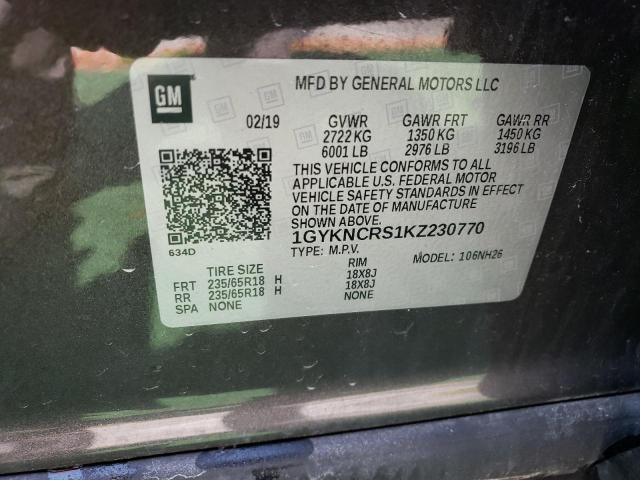 GM
MFD BY GENERAL MOTORS LLC
02/19 GVWR GAWR FRT GAWR RR
2722 KG 1350 KG 1450 KG
6001 LB 2976 LB 3196 LB
THIS VEHICLE CONFORMS TO ALL
APPLICABLE U.S. FEDERAL MOTOR
VEHICLE SAFETY STANDARDS IN EFFECT
ON THE DATE OF MANUFACTURE
SHOWN ABOVE.
1GYKNCRS1KZ230770
634D
TYPE: M.P.V. MODEL: 106NH26
TIRE SIZE RIM
FRT 235/65R18 H 18X8J
RR 235/65R18 H 18X8J
SPA NONE NONE